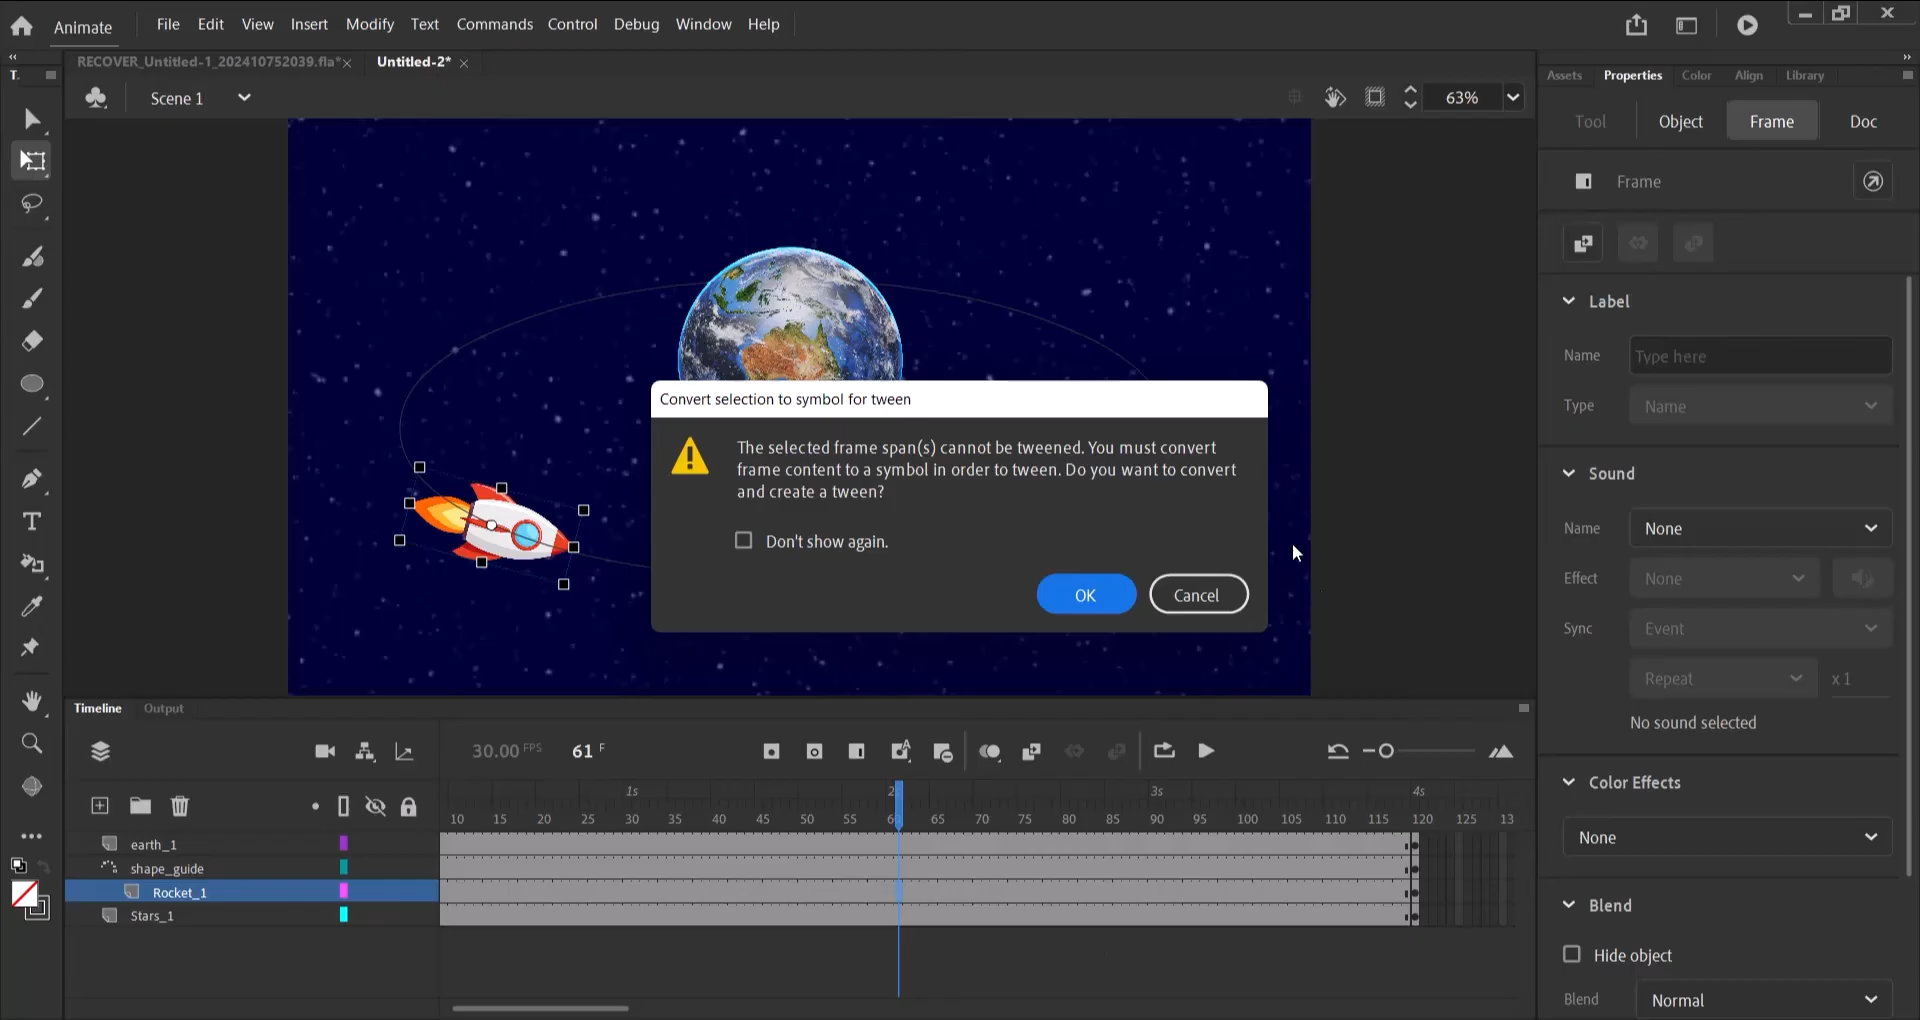 Animate
File
Edit
View
Insert
Modify
Text
Commands
Control
Debug
Window
Help
RECOVER_Untitled-1_202410752039.fla*
Untitled-2*
T.
Scene 1
63%
Assets
Properties
Color
Align
Library
Tool
Object
Frame
Doc
Frame
Label
Name
Type here
Type
Name
Sound
Name
None
Effect
None
Sync
Event
Repeat
x 1
No sound selected
Color Effects
None
Blend
Hide object
Blend
Normal
Convert selection to symbol for tween
The selected frame span(s) cannot be tweened. You must convert
frame content to a symbol in order to tween. Do you want to convert
and create a tween?
Don't show again.
OK
Cancel
Timeline
Output
30.00 FPS
61 F
1s
2
3s
4s
10 15 20 25 30 35 40 45 50 55 60 65 70 75 80 85 90 95 100 105 110 115 120 125 13
earth_1
shape_guide
Rocket_1
Stars_1